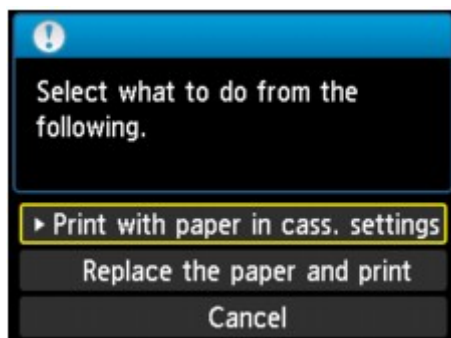 Select what to do from the
following.
Print with paper in cass. settings
Replace the paper and print
Cancel